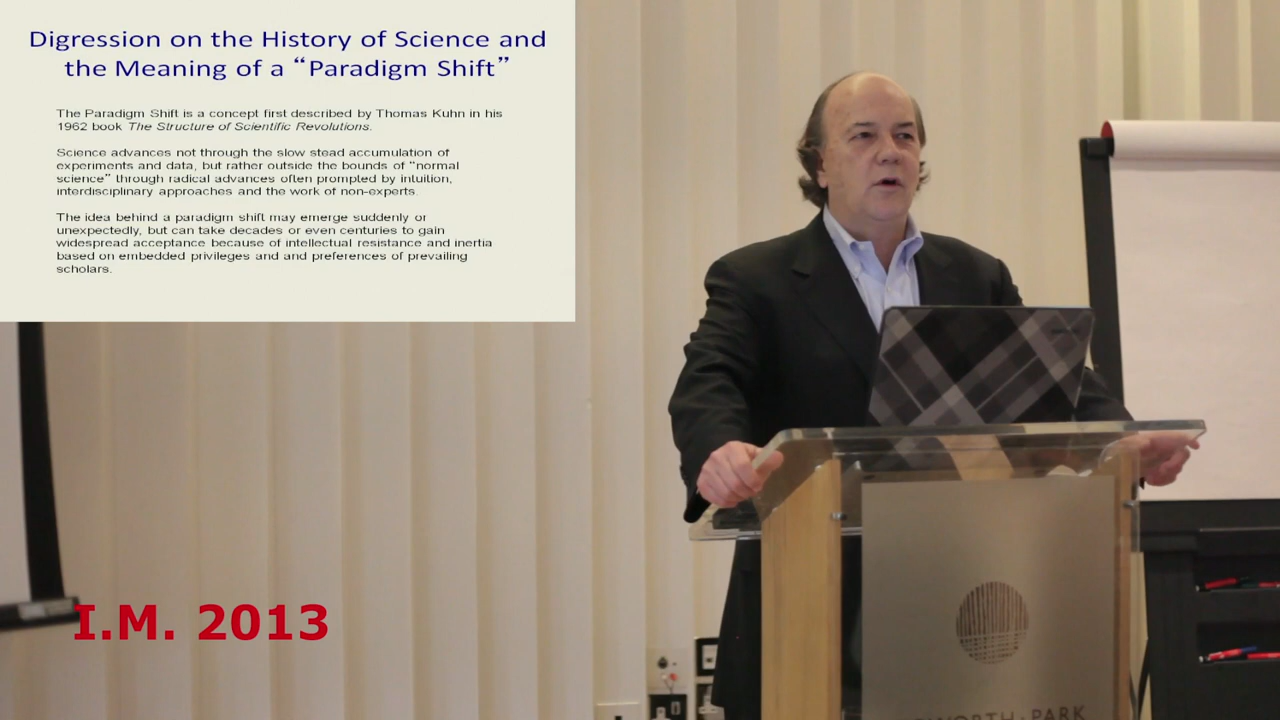 Digression on the History of Science and
the Meaning of a “Paradigm Shift”
The Paradigm Shift is a concept first described by Thomas Kuhn in his
1962 book The Structure of Scientific Revolutions.
Science advances not through the slow stead accumulation of
experiments and data, but rather outside the bounds of “normal
science” through radical advances often prompted by intuition,
interdisciplinary approaches and the work of non-experts.
The idea behind a paradigm shift may emerge suddenly or
unexpectedly, but can take decades or even centuries to gain
widespread acceptance because of intellectual resistance and inertia
based on embedded privileges and and preferences of prevailing
scholars.
I.M. 2013
PARK